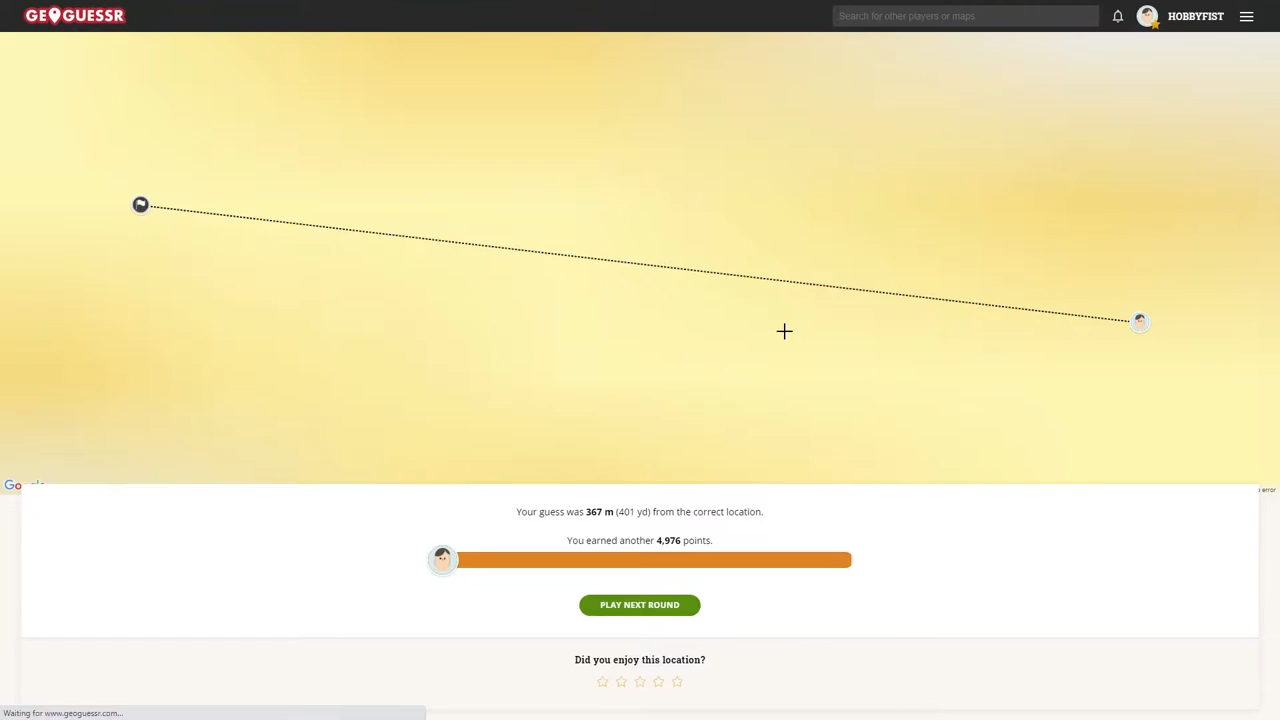 GEOGUESSR
Search for other players or maps
HOBBYFIST
Your guess was 367 m (401 yd) from the correct location.
You earned another 4,976 points.
PLAY NEXT ROUND
Did you enjoy this location?
Waiting for www.geoguessr.com...
error